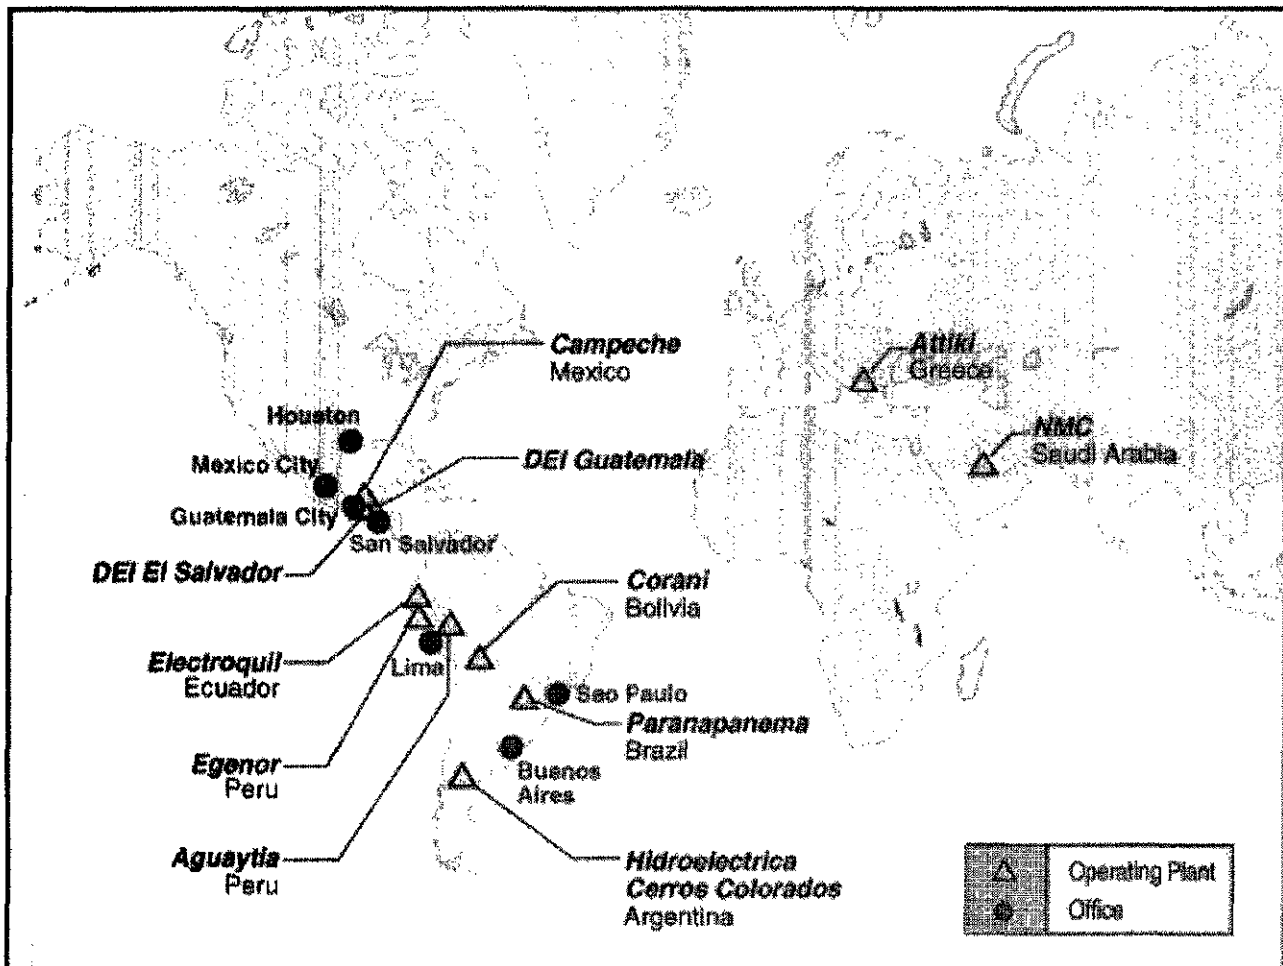 Campeche
Mexico
Attiki
Greece
Houston
NMC
Saudi Arabia
Mexico City
DEI Guatemala
Guatemala City
San Salvador
DEI El Salvador
Corani
Bolivia
Electroquil
Ecuador
Lima
Sao Paulo
Paranapanema
Brazil
Egenor
Peru
Buenos
Aires
Aguaytia
Peru
Hidroelectrica
Cerros Colorados
Argentina
Operating Plant
Office